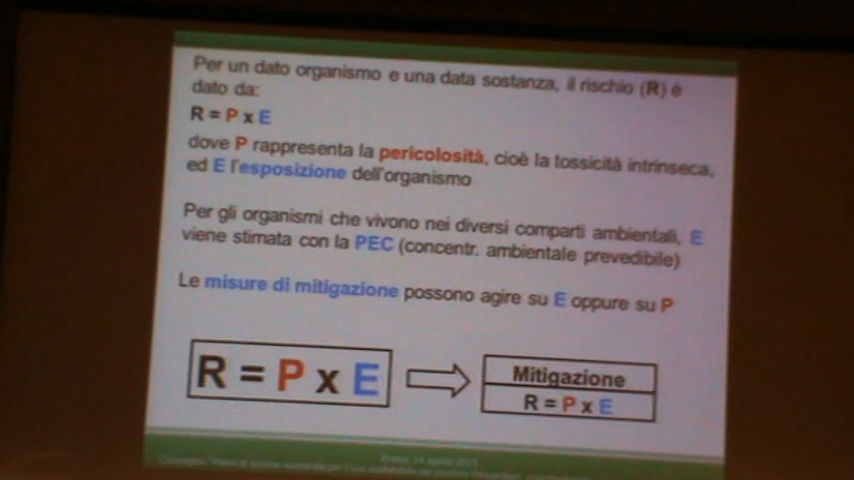 Per un dato organismo e una data sostanza, il rischio (R) è
dato da:
R = P x E
dove P rappresenta la pericolosità, cioè la tossicità intrinseca,
ed E l'esposizione dell'organismo
Per gli organismi che vivono nei diversi comparti ambientali, E
viene stimata con la PEC (concentr. ambientale prevedibile)
Le misure di mitigazione possono agire su E oppure su P
R = P x E
Mitigazione
R = P x E